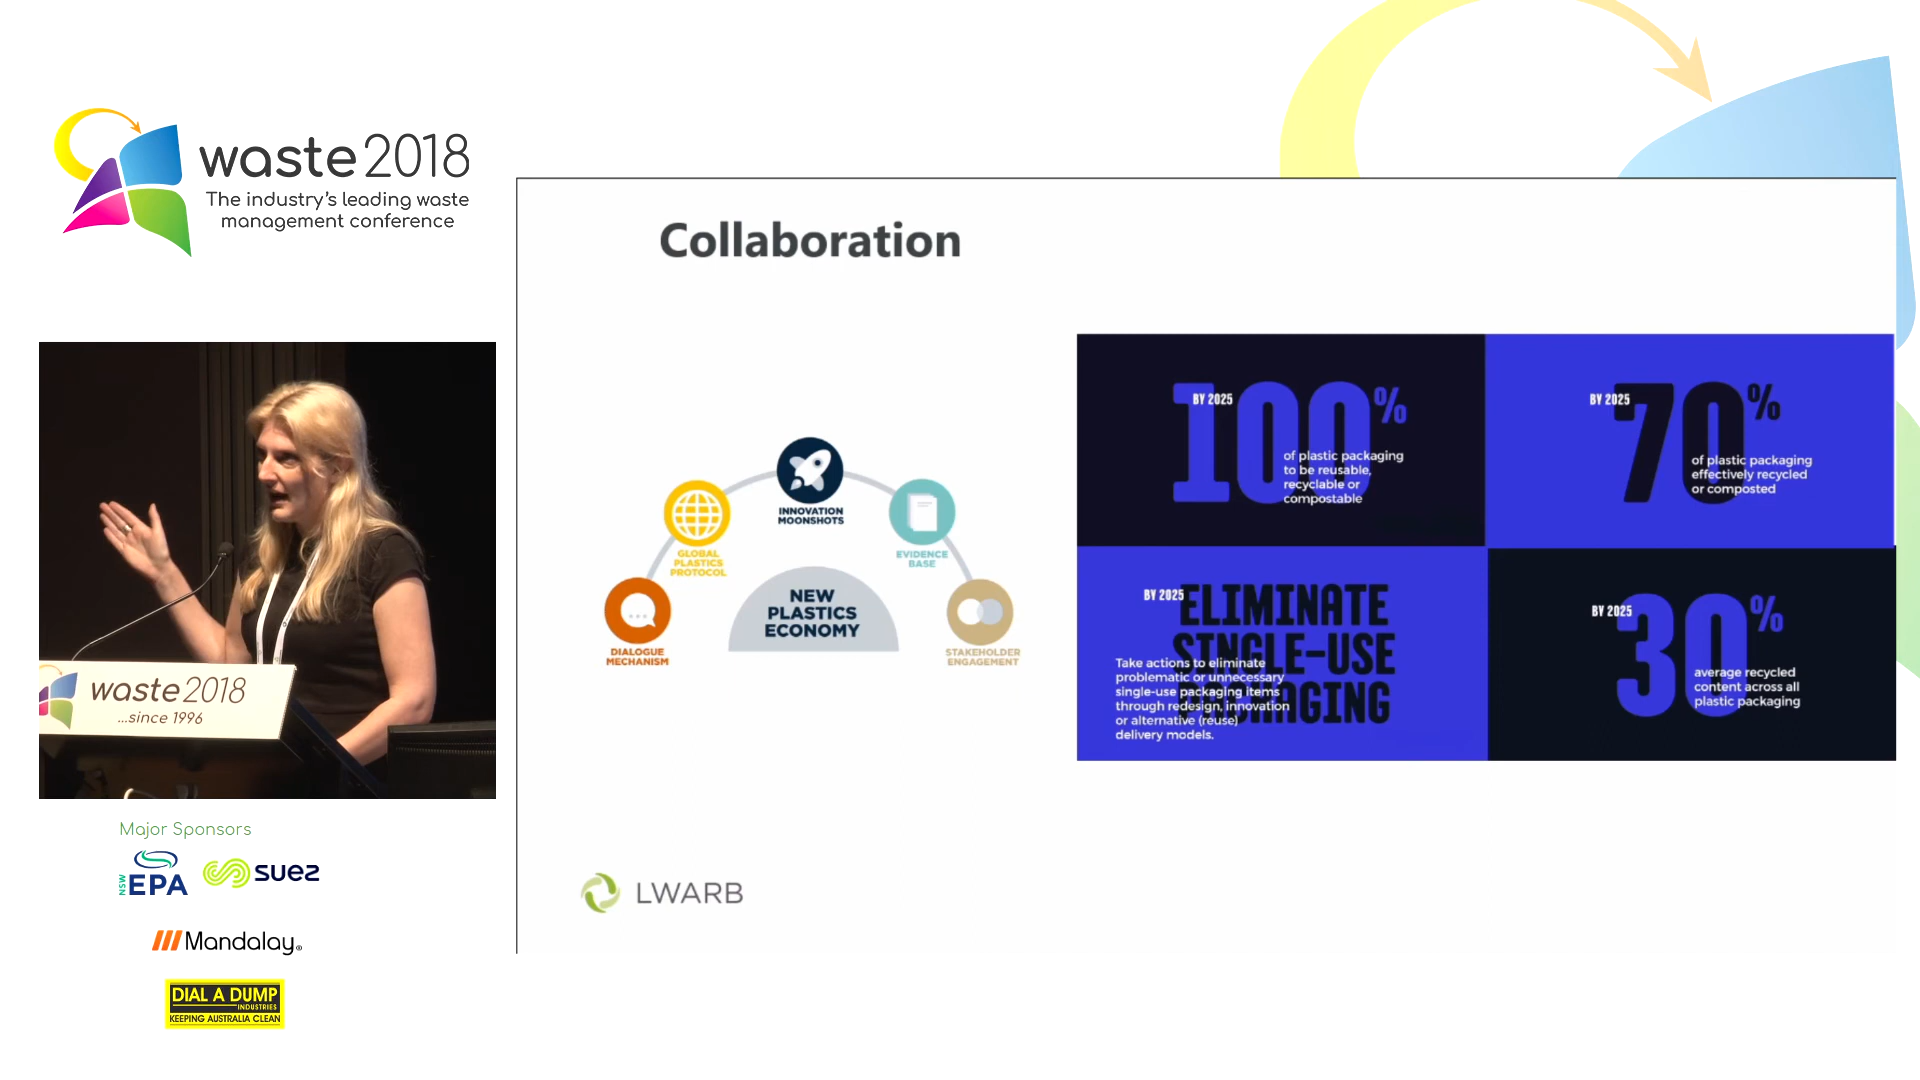 waste 2018
The industry's leading waste
management conference
Collaboration
INNOVATION
MOONSHOTS
GLOBAL
PLASTICS
PROTOCOL
EVIDENCE
BASE
DIALOGUE
MECHANISM
STAKEHOLDER
ENGAGEMENT
NEW
PLASTICS
ECONOMY
BY 2025
100%
of plastic packaging
to be reusable,
recyclable or
compostable
BY 2025
70%
of plastic packaging
effectively recycled
or composted
BY 2025
ELIMINATE
SINGLE-USE
PACKAGING
Take actions to eliminate
problematic or unnecessary
single-use packaging items
through redesign, innovation
or alternative (reuse)
delivery models.
BY 2025
30%
average recycled
content across all
plastic packaging
LWARB
waste 2018
...since 1996
Major Sponsors
NSW
EPA
suez
Mandalay®
DIAL A DUMP
INDUSTRIES
KEEPING AUSTRALIA CLEAN